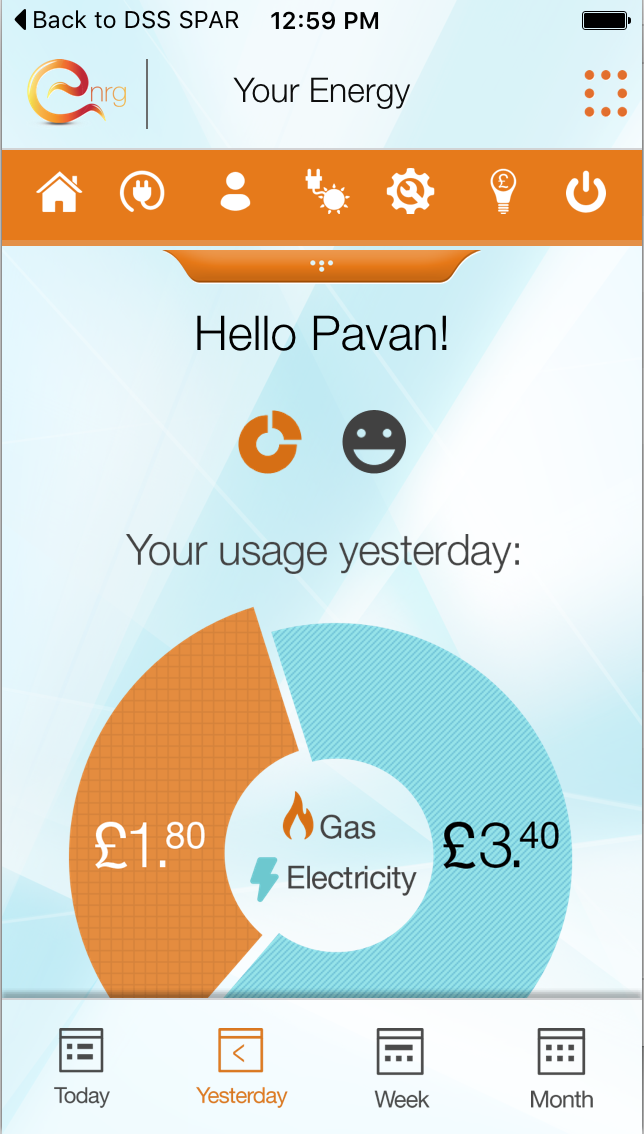 Back to DSS SPAR 12:59 PM
enrg
Your Energy
£
Hello Pavan!
Your usage yesterday:
£1.80
£3.40
Gas
Electricity
Today
Yesterday
Week
Month